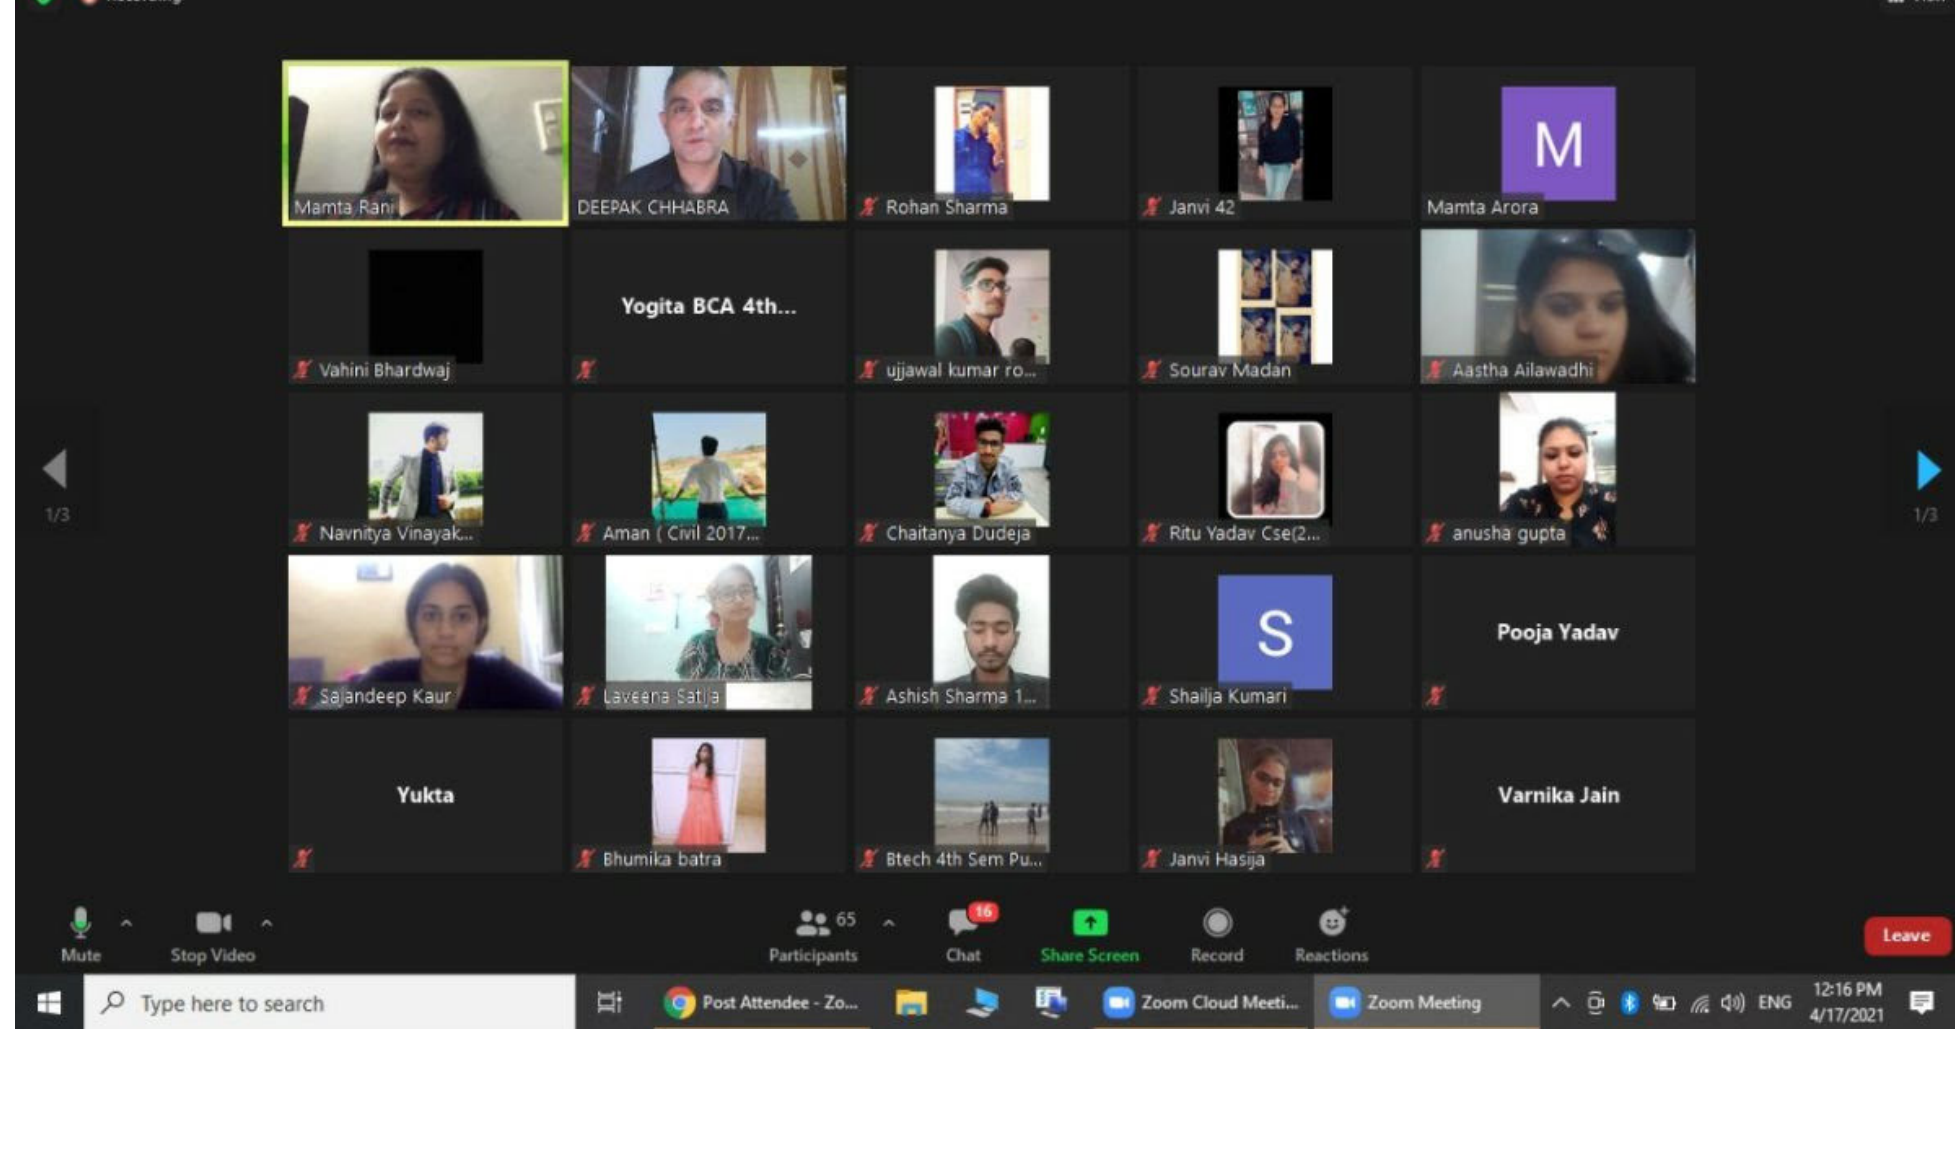 Recording
View
Mamta Rani
DEEPAK CHHABRA
Rohan Sharma
Janvi 42
M
Mamta Arora
Vahini Bhardwaj
Yogita BCA 4th...
ujjawal kumar ro...
Sourav Madan
Aastha Ailawadhi
Navnitya Vinayak...
Aman ( Civil 2017...
Chaitanya Dudeja
Ritu Yadav Cse(2...
anusha gupta
1/3
1/3
Sajandeep Kaur
Laveena Satija
Ashish Sharma 1...
S
Shailja Kumari
Pooja Yadav
Yukta
Bhumika batra
Btech 4th Sem Pu...
Janvi Hasija
Varnika Jain
Mute
Stop Video
65
Participants
16
Chat
Share Screen
Record
Reactions
Leave
Type here to search
Post Attendee - Zo...
Zoom Cloud Meeti...
Zoom Meeting
ENG
12:16 PM
4/17/2021